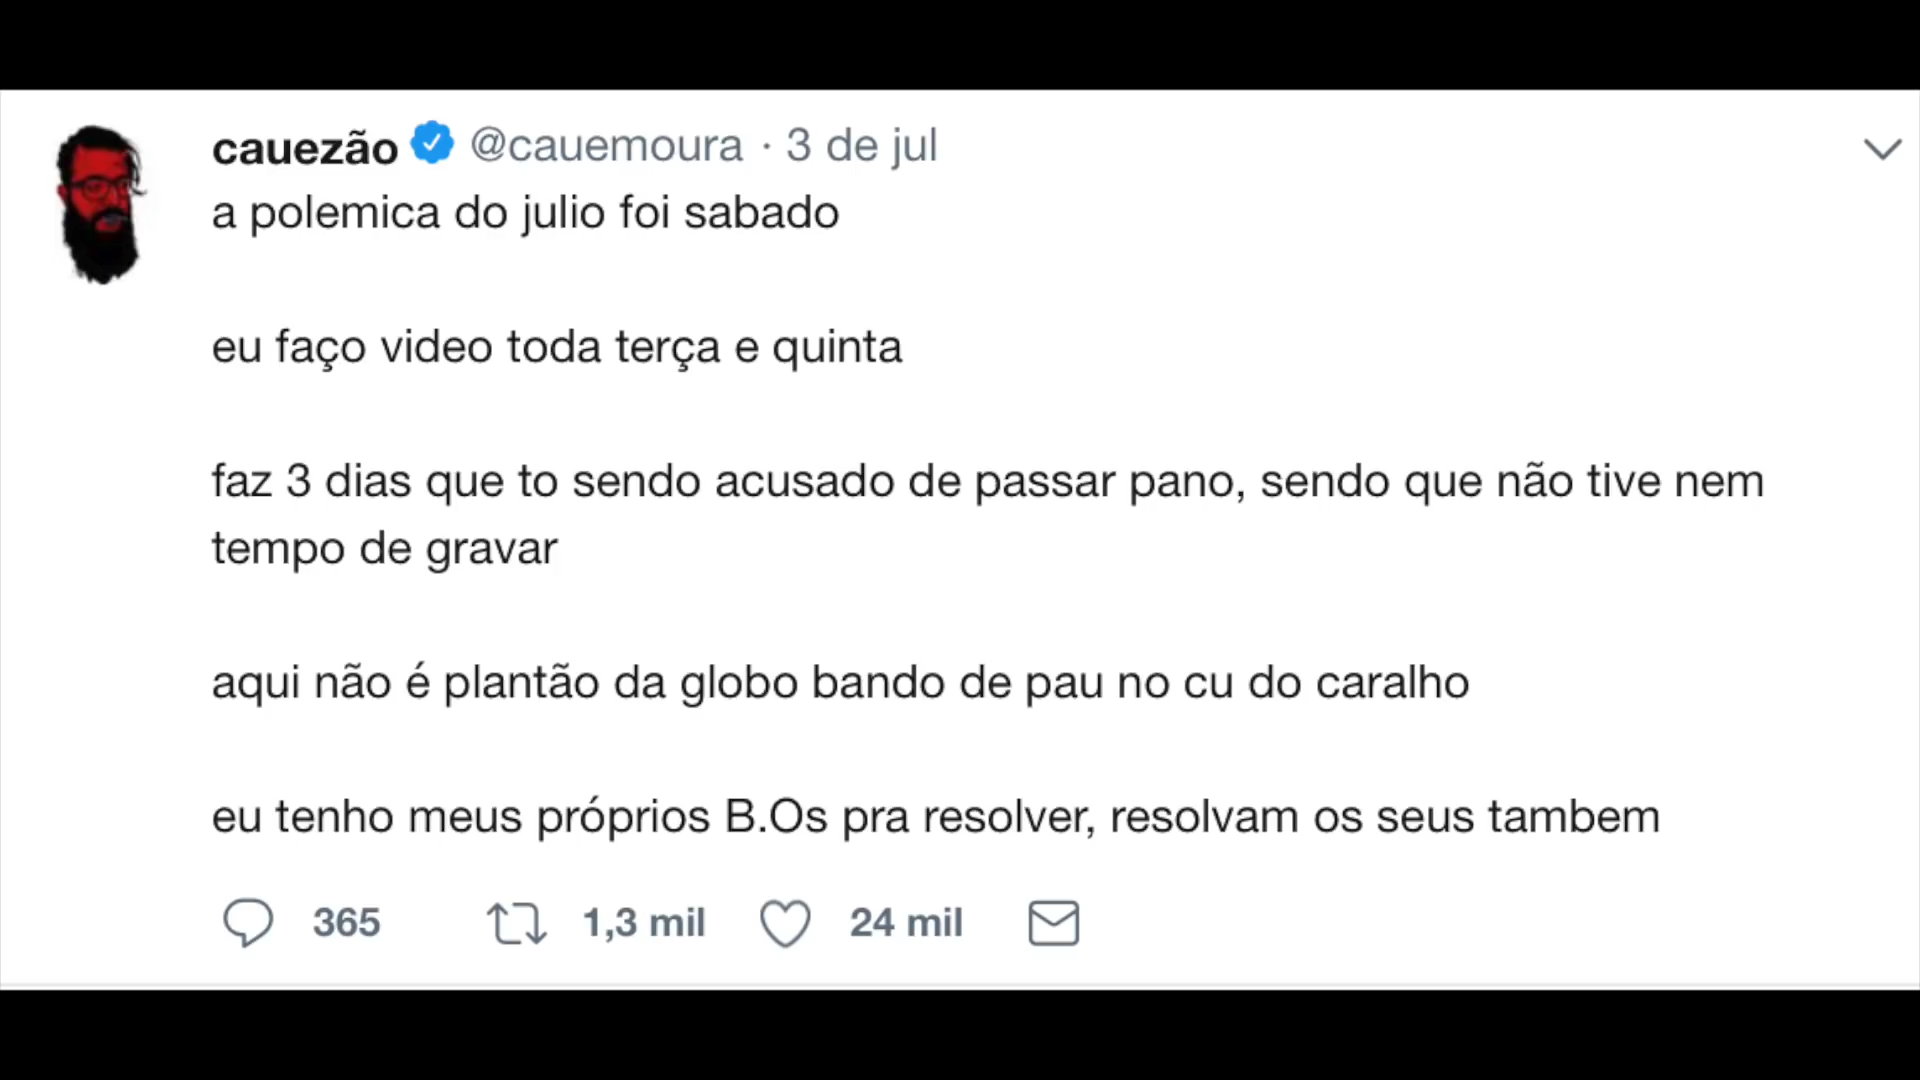 cauezão @cauemoura · 3 de jul
a polemica do julio foi sabado
eu faço video toda terça e quinta
faz 3 dias que to sendo acusado de passar pano, sendo que não tive nem
tempo de gravar
aqui não é plantão da globo bando de pau no cu do caralho
eu tenho meus próprios B.Os pra resolver, resolvam os seus tambem
365 1,3 mil 24 mil